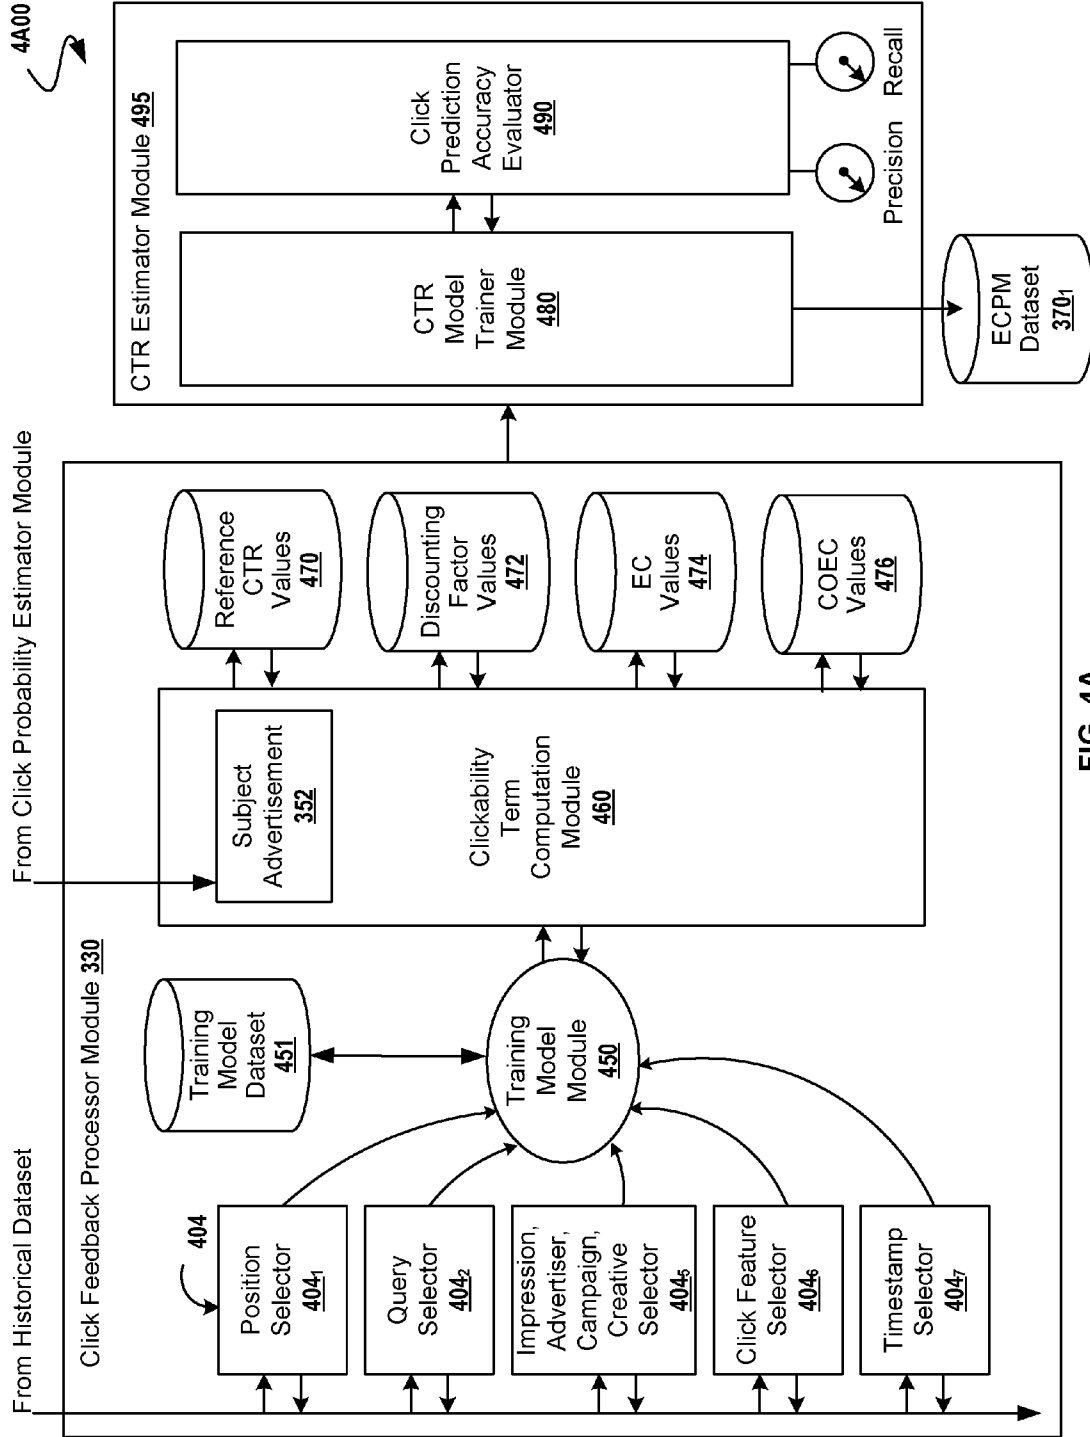 4A00
From Historical Dataset
From Click Probability Estimator Module
Click Feedback Processor Module 330
404
Position
Selector
404₁
Query
Selector
404₂
Impression,
Advertiser,
Campaign,
Creative
Selector
404₅
Click Feature
Selector
404₆
Timestamp
Selector
404₇
Training
Model
Dataset
451
Training
Model
Module
450
Subject
Advertisement
352
Clickability
Term
Computation
Module
460
Reference
CTR
Values
470
Discounting
Factor
Values
472
EC
Values
474
COEC
Values
476
CTR Estimator Module 495
CTR
Model
Trainer
Module
480
Click
Prediction
Accuracy
Evaluator
490
Precision
Recall
ECPM
Dataset
370₁
FIG. 4A